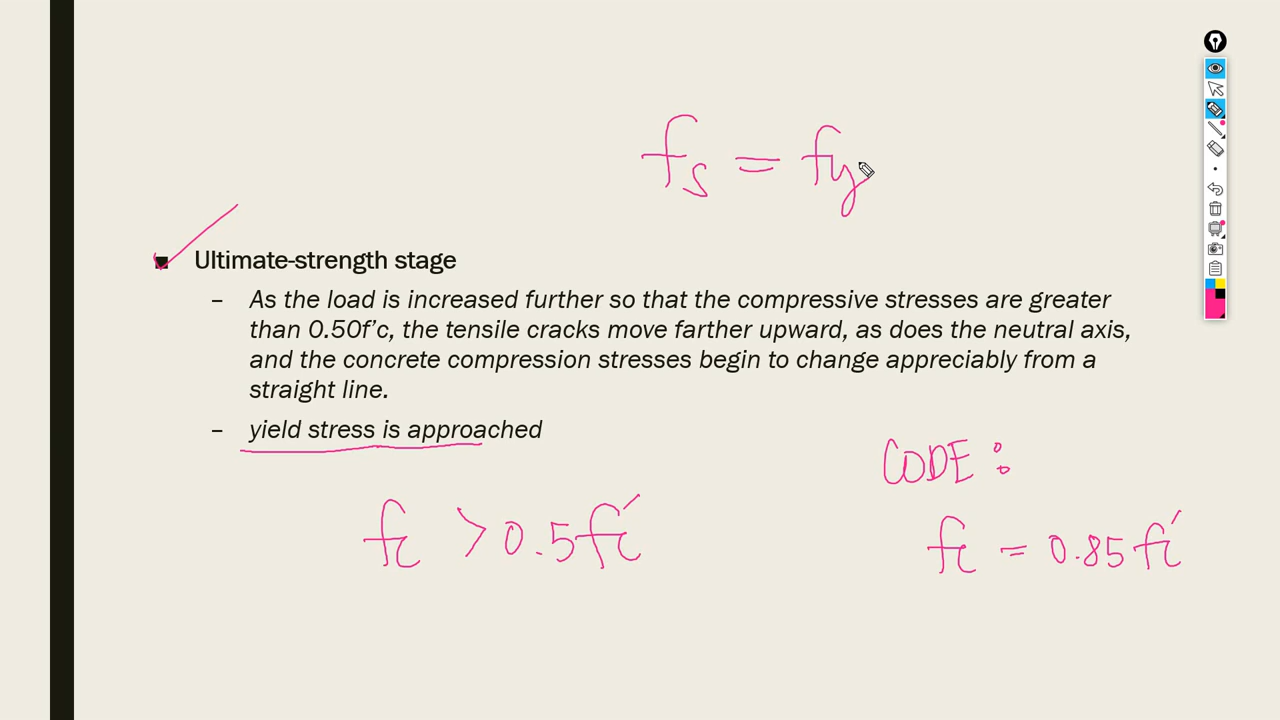 fs = fy
Ultimate-strength stage
– As the load is increased further so that the compressive stresses are greater
than 0.50f’c, the tensile cracks move farther upward, as does the neutral axis,
and the concrete compression stresses begin to change appreciably from a
straight line.
– yield stress is approached
CODE:
fc > 0.5fc'
fc = 0.85fc'